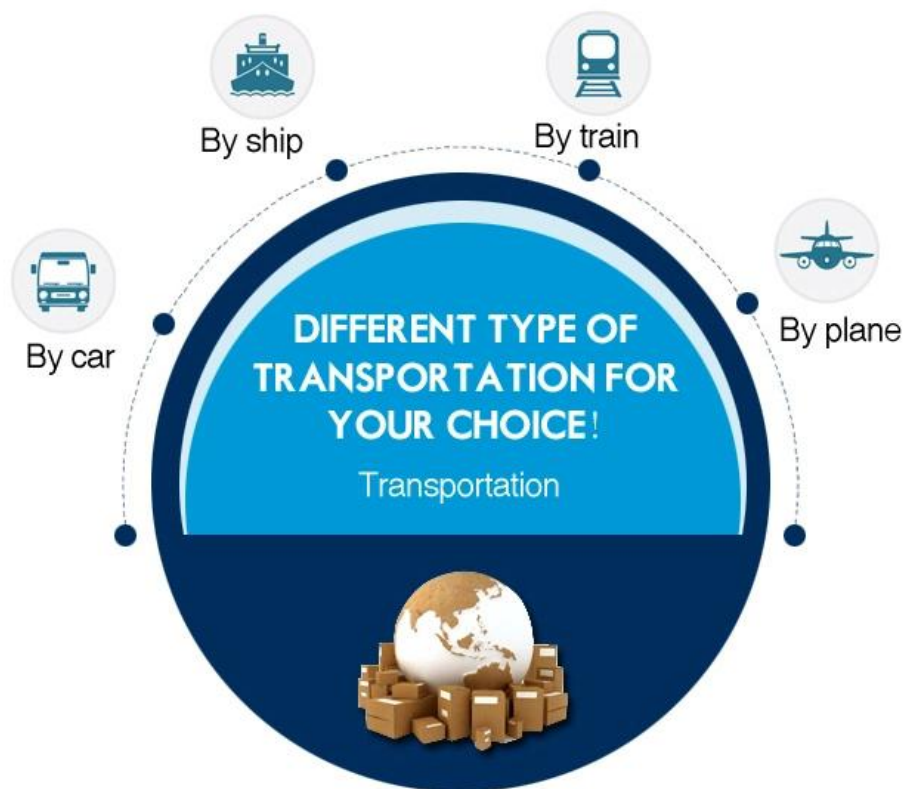 By ship
By train
By car
By plane
DIFFERENT TYPE OF
TRANSPORTATION FOR
YOUR CHOICE!
Transportation